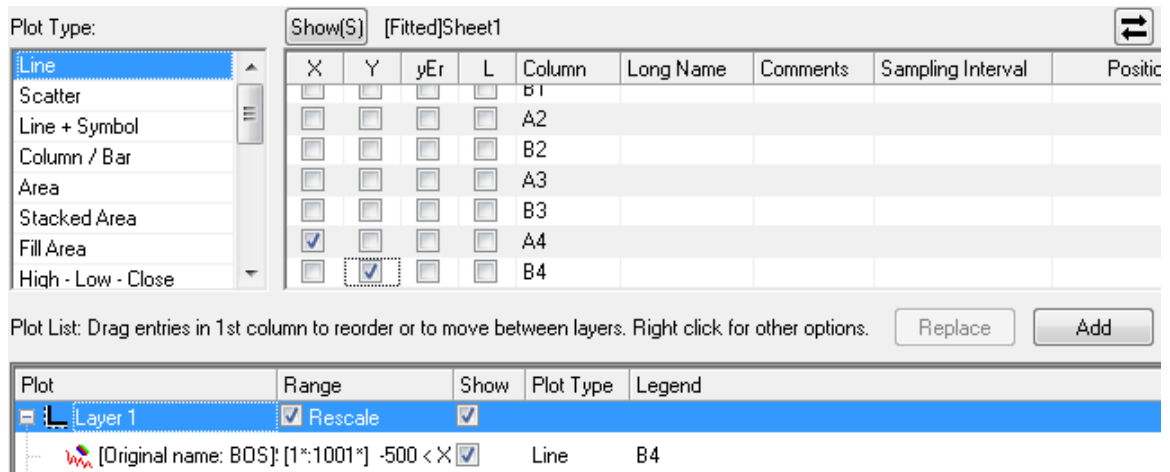 Plot Type:
Show(S) [Fitted]Sheet1
Line
Scatter
Line + Symbol
Column / Bar
Area
Stacked Area
Fill Area
High - Low - Close
X Y yEr L Column Long Name Comments Sampling Interval Positic
B1
A2
B2
A3
B3
A4
B4
Plot List: Drag entries in 1st column to reorder or to move between layers. Right click for other options.
Replace Add
Plot Range Show Plot Type Legend
Layer 1 Rescale
[Original name: BOS]! [1*:1001*] -500 < X Line B4